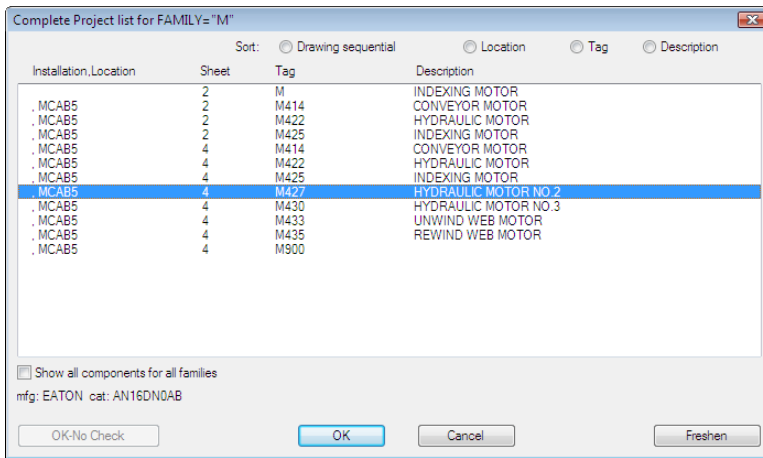 Complete Project list for FAMILY="M"
Sort: Drawing sequential Location Tag Description
Installation,Location Sheet Tag Description
2 M INDEXING MOTOR
, MCAB5 2 M414 CONVEYOR MOTOR
, MCAB5 2 M422 HYDRAULIC MOTOR
, MCAB5 2 M425 INDEXING MOTOR
, MCAB5 4 M414 CONVEYOR MOTOR
, MCAB5 4 M422 HYDRAULIC MOTOR
, MCAB5 4 M425 INDEXING MOTOR
, MCAB5 4 M427 HYDRAULIC MOTOR NO.2
, MCAB5 4 M430 HYDRAULIC MOTOR NO.3
, MCAB5 4 M433 UNWIND WEB MOTOR
, MCAB5 4 M435 REWIND WEB MOTOR
, MCAB5 4 M900
Show all components for all families
mfg: EATON cat: AN16DN0AB
OK-No Check OK Cancel Freshen